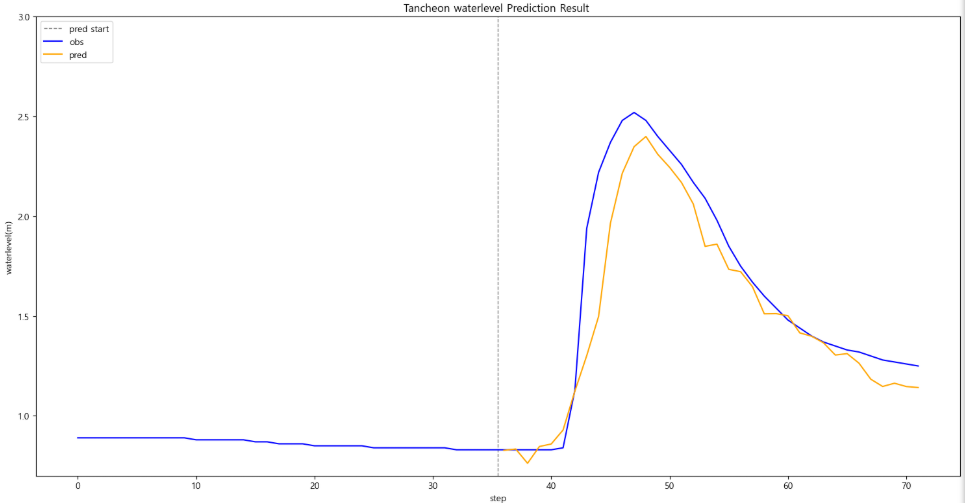 Tancheon waterlevel Prediction Result
pred start
obs
pred
3.0
2.5
2.0
1.5
1.0
waterlevel(m)
0 10 20 30 40 50 60 70
step